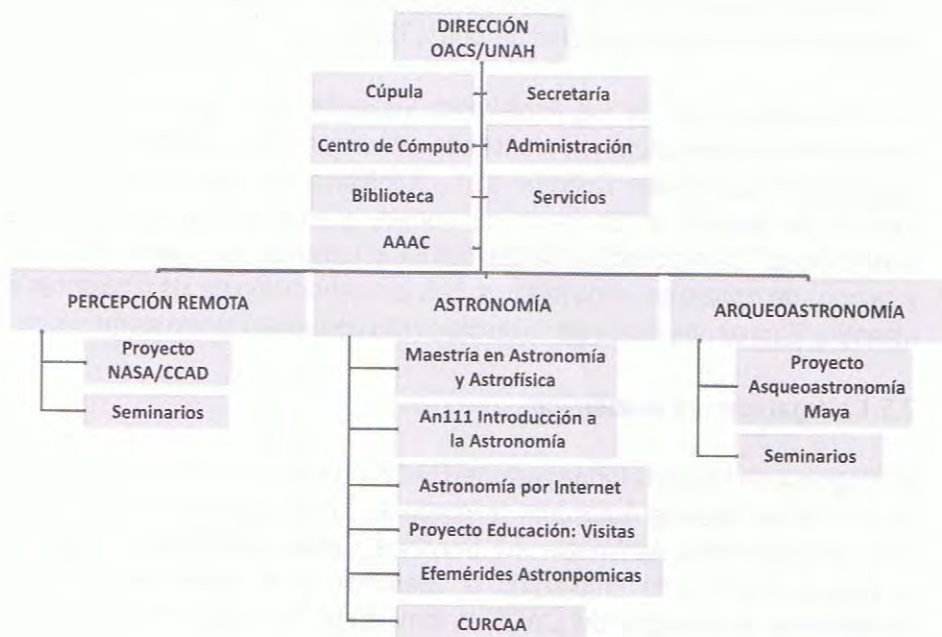 DIRECCIÓN
OACS/UNAH
Cúpula
Secretaría
Centro de Cómputo
Administración
Biblioteca
Servicios
AAAC
PERCEPCIÓN REMOTA
ASTRONOMÍA
ARQUEOASTRONOMÍA
Proyecto
NASA/CCAD
Seminarios
Maestría en Astronomía
y Astrofísica
An111 Introducción a
la Astronomía
Astronomía por Internet
Proyecto Educación: Visitas
Efemérides Astronpomicas
CURCAA
Proyecto
Asqueoastronomía
Maya
Seminarios